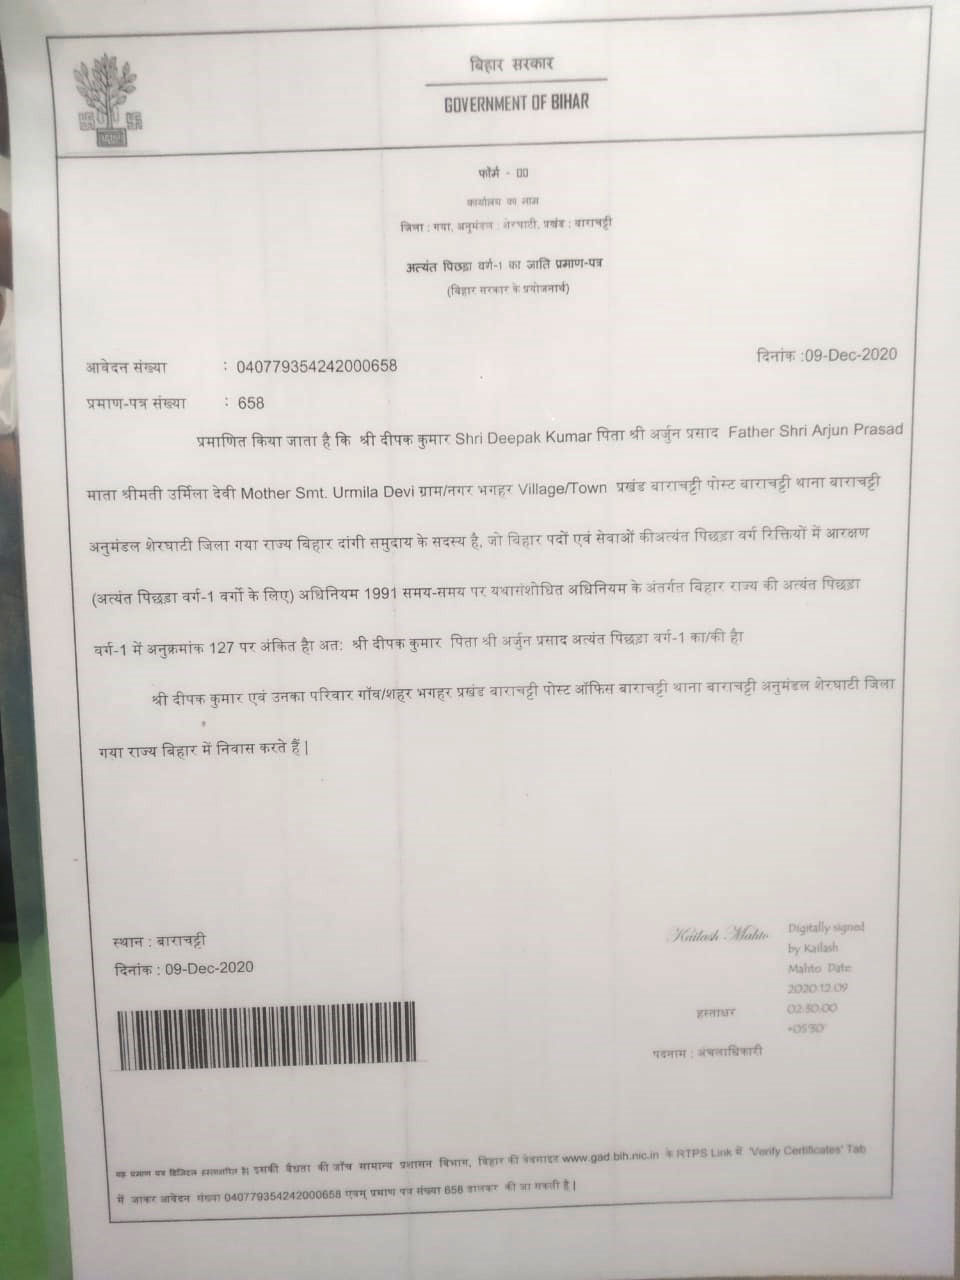 बिहार सरकार
GOVERNMENT OF BIHAR
फॉर्म - 00
कार्यालय का नाम
जिला : गया, अनुमंडल : शेरघाटी, प्रखंड : बाराचट्टी
अत्यंत पिछड़ा वर्ग-1 का जाति प्रमाण-पत्र
(बिहार सरकार के प्रयोजनार्थ)
दिनांक :09-Dec-2020
आवेदन संख्या : 040779354242000658
प्रमाण-पत्र संख्या : 658
प्रमाणित किया जाता है कि श्री दीपक कुमार Shri Deepak Kumar पिता श्री अर्जुन प्रसाद Father Shri Arjun Prasad
माता श्रीमती उर्मिला देवी Mother Smt. Urmila Devi ग्राम/नगर भगहर Village/Town प्रखंड बाराचट्टी पोस्ट बाराचट्टी थाना बाराचट्टी
अनुमंडल शेरघाटी जिला गया राज्य बिहार दांगी समुदाय के सदस्य है, जो बिहार पदों एवं सेवाओं कीअत्यंत पिछड़ा वर्ग रिक्तियों में आरक्षण
(अत्यंत पिछड़ा वर्ग-1 वर्गो के लिए) अधिनियम 1991 समय-समय पर यथासंशोधित अधिनियम के अंतर्गत बिहार राज्य की अत्यंत पिछड़ा
वर्ग-1 में अनुक्रमांक 127 पर अंकित है। अतः श्री दीपक कुमार पिता श्री अर्जुन प्रसाद अत्यंत पिछड़ा वर्ग-1 का/की है।
श्री दीपक कुमार एवं उनका परिवार गॉव/शहर भगहर प्रखंड बाराचट्टी पोस्ट ऑफिस बाराचट्टी थाना बाराचट्टी अनुमंडल शेरघाटी जिला
गया राज्य बिहार में निवास करते हैं |
स्थान : बाराचट्टी
दिनांक : 09-Dec-2020
Kailash Mahto
Digitally signed
by Kailash
Mahto Date
2020.12.09
02:50:00
+05'30'
हस्ताक्षर
पदनाम : अंचलाधिकारी
यह प्रमाण पत्र डिजिटल हस्ताक्षरित है। इसकी वैधता की जाँच सामान्य प्रशासन विभाग, बिहार की वेबसाइट www.gad.bih.nic.in के RTPS Link में 'Verify Certificates' Tab
में जाकर आवेदन संख्या 040779354242000658 एवम् प्रमाण पत्र संख्या 658 डालकर की जा सकती है |